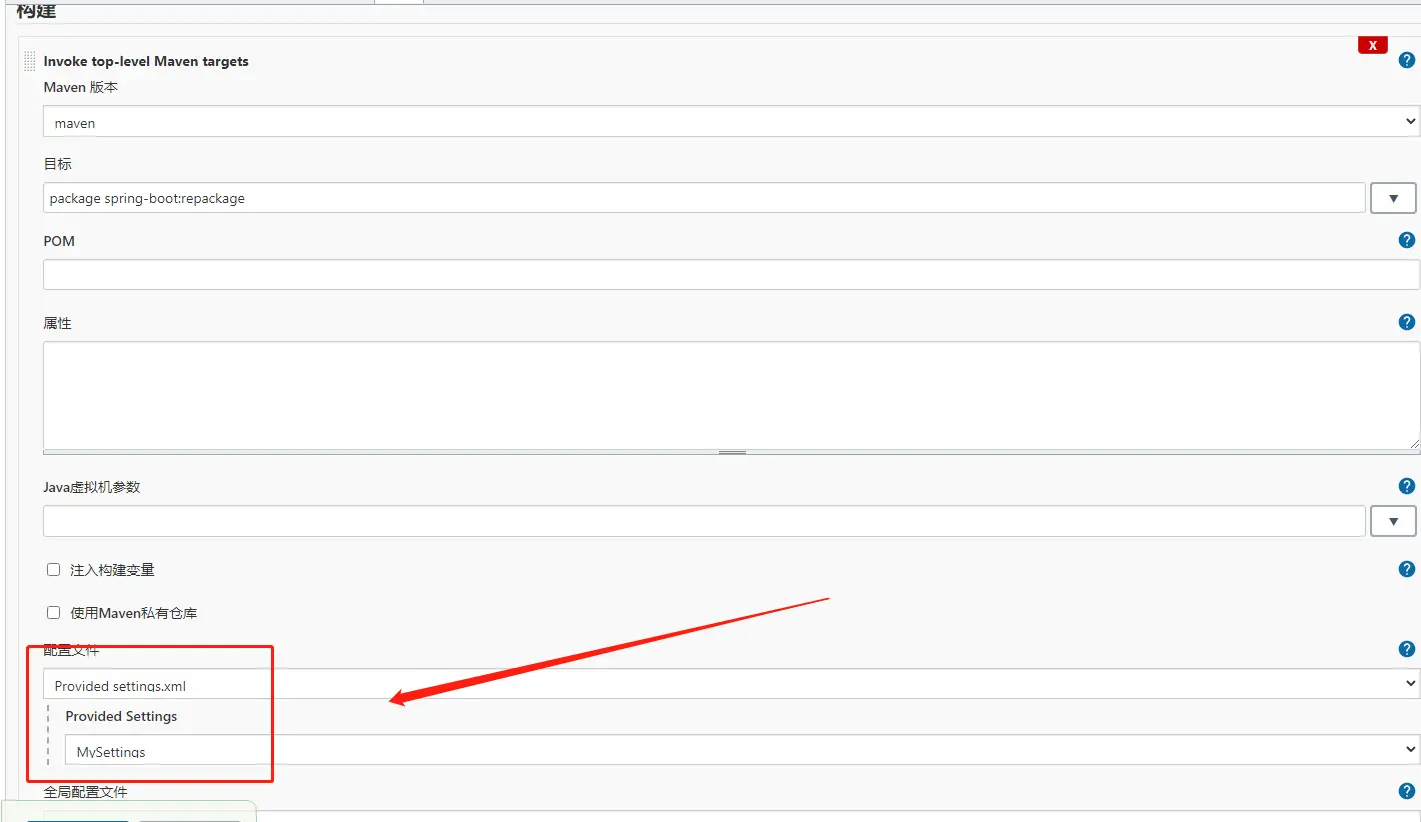 构建
Invoke top-level Maven targets
X
?
Maven 版本
maven
目标
package spring-boot:repackage
POM
?
属性
?
Java虚拟机参数
?
注入构建变量
?
使用Maven私有仓库
配置文件
?
Provided settings.xml
Provided Settings
MySettings
全局配置文件
?